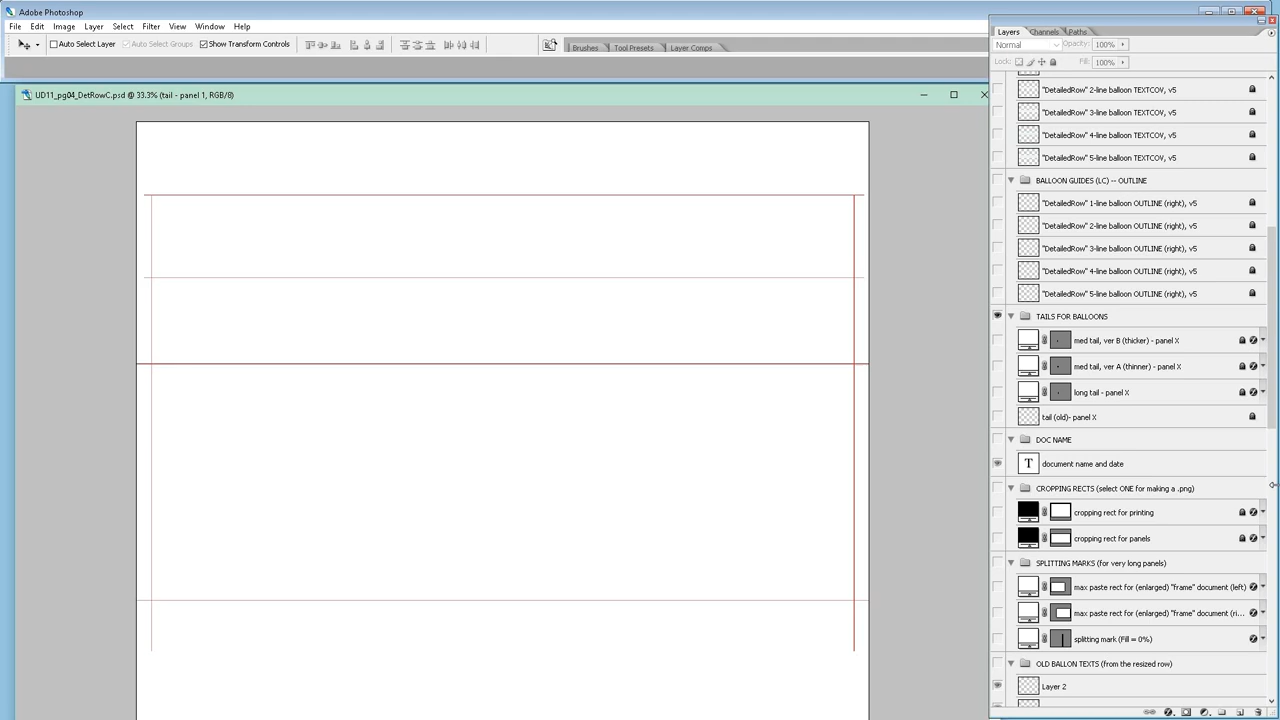 Adobe Photoshop
File Edit Image Layer Select Filter View Window Help
Auto Select Layer Auto Select Groups Show Transform Controls
Brushes Tool Presets Layer Comps
UD11_pg04_DetRowC.psd @ 33.3% (tail - panel 1, RGB/8)
Layers Channels Paths
Normal Opacity: 100%
Lock: Fill: 100%
"DetailedRow" 2-line balloon TEXTCOV, v5
"DetailedRow" 3-line balloon TEXTCOV, v5
"DetailedRow" 4-line balloon TEXTCOV, v5
"DetailedRow" 5-line balloon TEXTCOV, v5
BALLOON GUIDES (LC) -- OUTLINE
"DetailedRow" 1-line balloon OUTLINE (right), v5
"DetailedRow" 2-line balloon OUTLINE (right), v5
"DetailedRow" 3-line balloon OUTLINE (right), v5
"DetailedRow" 4-line balloon OUTLINE (right), v5
"DetailedRow" 5-line balloon OUTLINE (right), v5
TAILS FOR BALLOONS
med tail, ver B (thicker) - panel X
med tail, ver A (thinner) - panel X
long tail - panel X
tail (old)- panel X
DOC NAME
T document name and date
CROPPING RECTS (select ONE for making a .png)
cropping rect for printing
cropping rect for panels
SPLITTING MARKS (for very long panels)
max paste rect for (enlarged) "frame" document (left)
max paste rect for (enlarged) "frame" document (ri...
splitting mark (Fill = 0%)
OLD BALLON TEXTS (from the resized row)
Layer 2